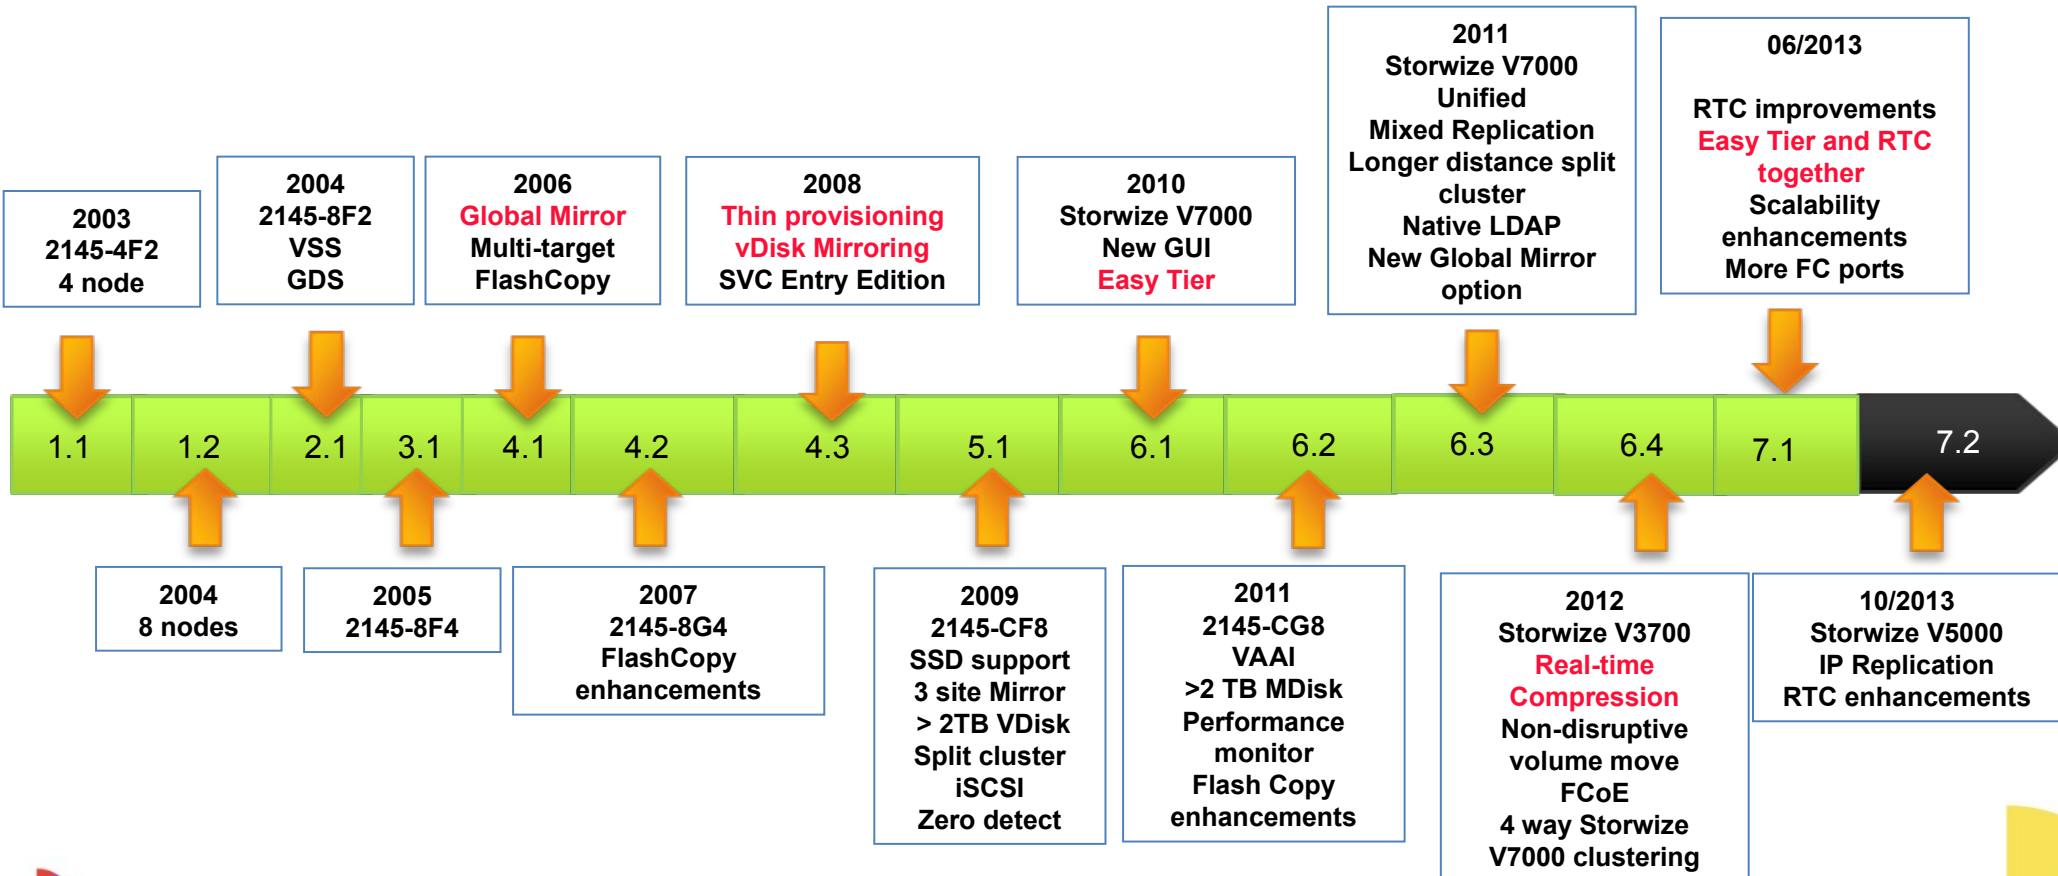 2003
2145-4F2
4 node
2004
2145-8F2
VSS
GDS
2006
Global Mirror
Multi-target
FlashCopy
2008
Thin provisioning
vDisk Mirroring
SVC Entry Edition
2010
Storwize V7000
New GUI
Easy Tier
2011
Storwize V7000
Unified
Mixed Replication
Longer distance split
cluster
Native LDAP
New Global Mirror
option
06/2013
RTC improvements
Easy Tier and RTC
together
Scalability
enhancements
More FC ports
1.1
1.2
2.1
3.1
4.1
4.2
4.3
5.1
6.1
6.2
6.3
6.4
7.1
7.2
2004
8 nodes
2005
2145-8F4
2007
2145-8G4
FlashCopy
enhancements
2009
2145-CF8
SSD support
3 site Mirror
> 2TB VDisk
Split cluster
iSCSI
Zero detect
2011
2145-CG8
VAAI
>2 TB MDisk
Performance
monitor
Flash Copy
enhancements
2012
Storwize V3700
Real-time
Compression
Non-disruptive
volume move
FCoE
4 way Storwize
V7000 clustering
10/2013
Storwize V5000
IP Replication
RTC enhancements